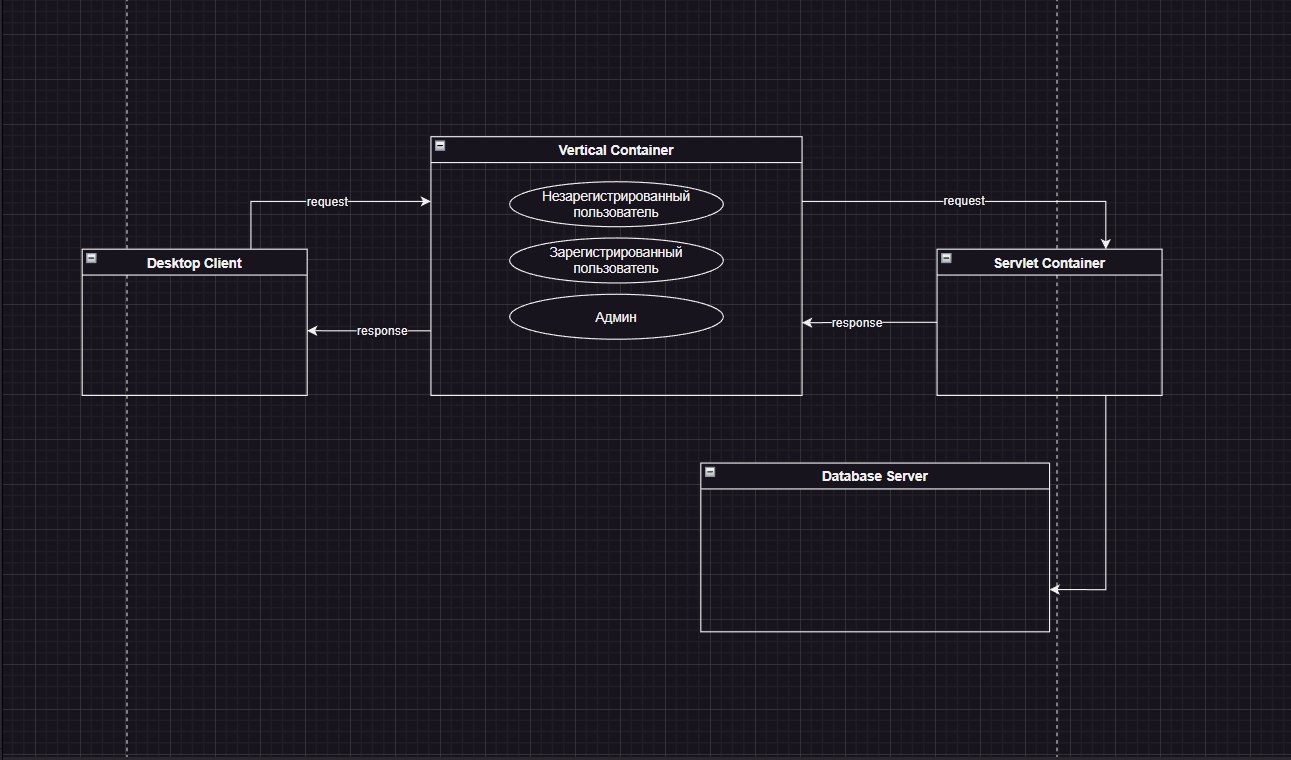 Vertical Container
Незарегистрированный
пользователь
request
request
Зарегистрированный
пользователь
Desktop Client
Servlet Container
Админ
response
response
Database Server